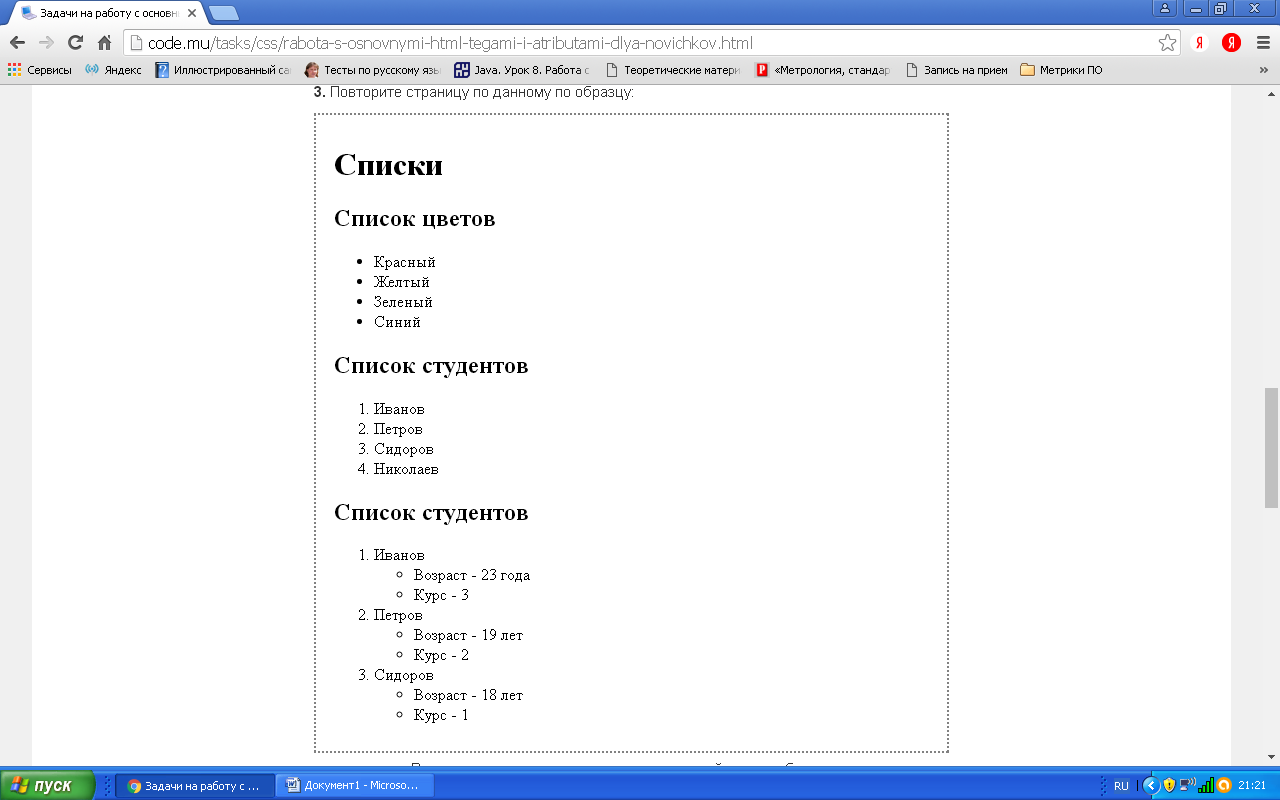 Задачи на работу с основн
code.mu/tasks/css/rabota-s-osnovnymi-html-tegami-i-atributami-dlya-novichkov.html
Сервисы Яндекс Иллюстрированный са Тесты по русскому язы Java. Урок 8. Работа с Теоретические матери «Метрология, стандар Запись на прием Метрики ПО »
3. Повторите страницу по данному по образцу:
Списки
Список цветов
• Красный
• Желтый
• Зеленый
• Синий
Список студентов
1. Иванов
2. Петров
3. Сидоров
4. Николаев
Список студентов
1. Иванов
◦ Возраст - 23 года
◦ Курс - 3
2. Петров
◦ Возраст - 19 лет
◦ Курс - 2
3. Сидоров
◦ Возраст - 18 лет
◦ Курс - 1
пуск Задачи на работу с ... Документ1 - Microso... RU 21:21